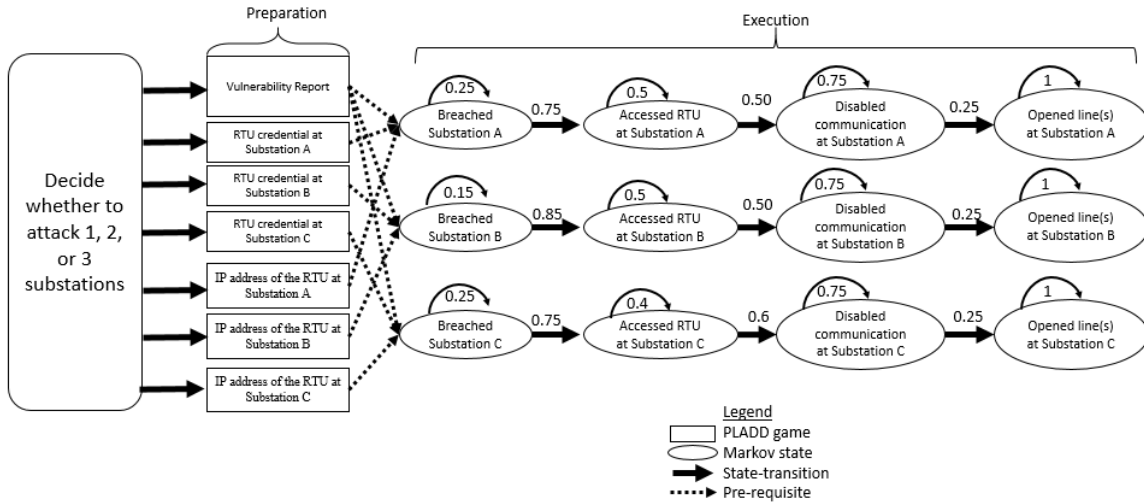 Preparation
Execution
Decide
whether to
attack 1, 2,
or 3
substations
Vulnerability Report
RTU credential at
Substation A
RTU credential at
Substation B
RTU credential at
Substation C
IP address of the RTU at
Substation A
IP address of the RTU at
Substation B
IP address of the RTU at
Substation C
0.25
Breached
Substation A
0.75
0.5
Accessed RTU
at Substation A
0.50
0.75
Disabled
communication
at Substation A
0.25
1
Opened line(s)
at Substation A
0.15
Breached
Substation B
0.85
0.5
Accessed RTU
at Substation B
0.50
0.75
Disabled
communication
at Substation B
0.25
1
Opened line(s)
at Substation B
0.25
Breached
Substation C
0.75
0.4
Accessed RTU
at Substation C
0.6
0.75
Disabled
communication
at Substation C
0.25
1
Opened line(s)
at Substation C
Legend
PLADD game
Markov state
State-transition
Pre-requisite